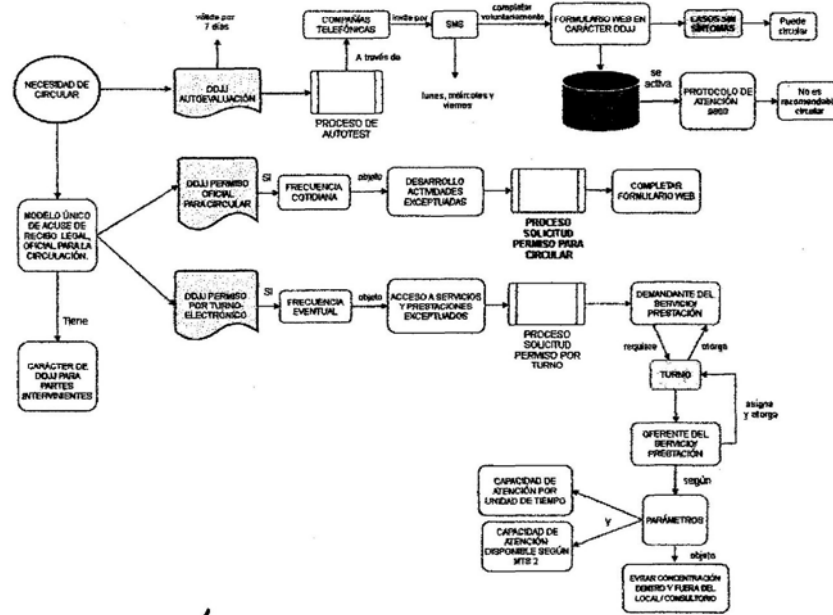 válido por
7 días
COMPAÑÍAS
TELEFÓNICAS
invite por
SMS
completar
voluntariamente
FORMULARIO WEB EN
CARÁCTER DDJJ
CASOS SIN
SÍNTOMAS
Puede
circular
NECESIDAD DE
CIRCULAR
DDJJ
AUTOEVALUACIÓN
A través de
PROCESO DE
AUTOTEST
lunes, miércoles y
viernes
se
activa
PROTOCOLO DE
ATENCIÓN
No es
recomendable
circular
MODELO ÚNICO
DE ACUSE DE
RECIBO LEGAL,
OFICIAL PARA LA
CIRCULACIÓN.
DDJJ PERMISO
OFICIAL
PARA CIRCULAR
SI
FRECUENCIA
COTIDIANA
objeto
DESARROLLO
ACTIVIDADES
EXCEPTUADAS
PROCESO
SOLICITUD
PERMISO PARA
CIRCULAR
COMPLETAR
FORMULARIO WEB
DDJJ PERMISO
POR TURNO-
ELECTRÓNICO
SI
FRECUENCIA
EVENTUAL
objeto
ACCESO A SERVICIOS
Y PRESTACIONES
EXCEPTUADOS
PROCESO
SOLICITUD
PERMISO POR
TURNO
DEMANDANTE DEL
SERVICIO/
PRESTACIÓN
Tiene
CARÁCTER DE
DDJJ PARA
PARTES
INTERVINIENTES
requiere
otorga
TURNO
asigna
y otorga
OFERENTE DEL
SERVICIO/
PRESTACIÓN
según
CAPACIDAD DE
ATENCIÓN POR
UNIDAD DE TIEMPO
y
PARÁMETROS
CAPACIDAD DE
ATENCIÓN
DISPONIBLE SEGÚN
MTS 2
objeto
EVITAR CONCENTRACIÓN
DENTRO Y FUERA DEL
LOCAL/ CONSULTORIO